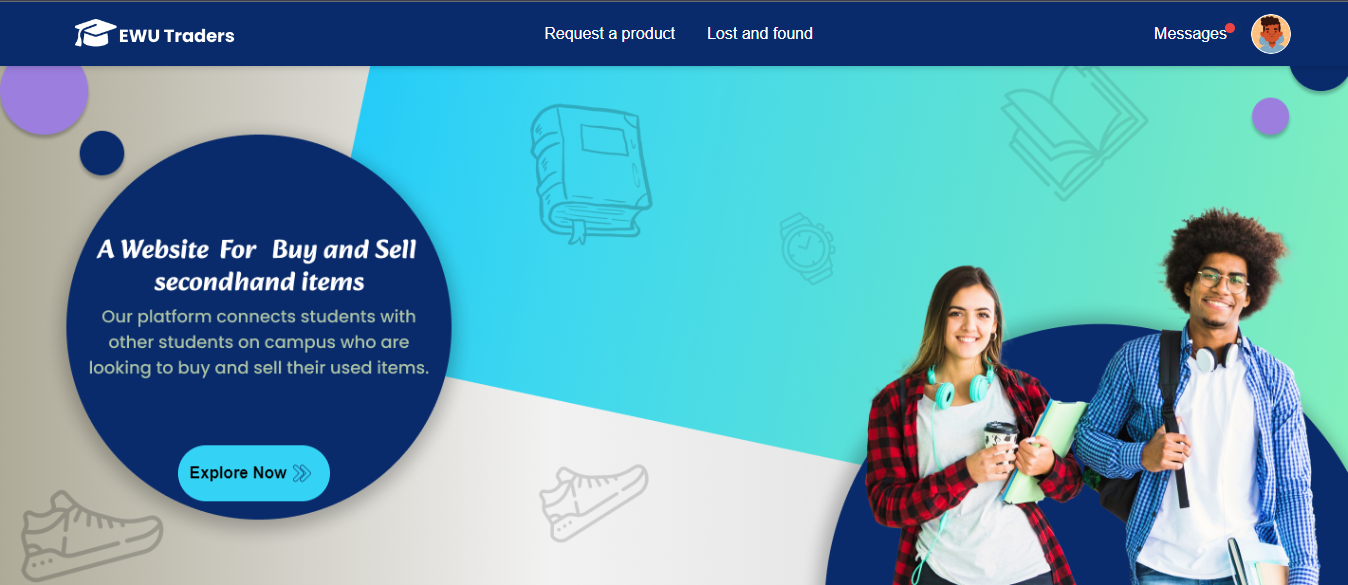 EWU Traders
Request a product
Lost and found
Messages
A Website For Buy and Sell
secondhand items
Our platform connects students with
other students on campus who are
looking to buy and sell their used items.
Explore Now